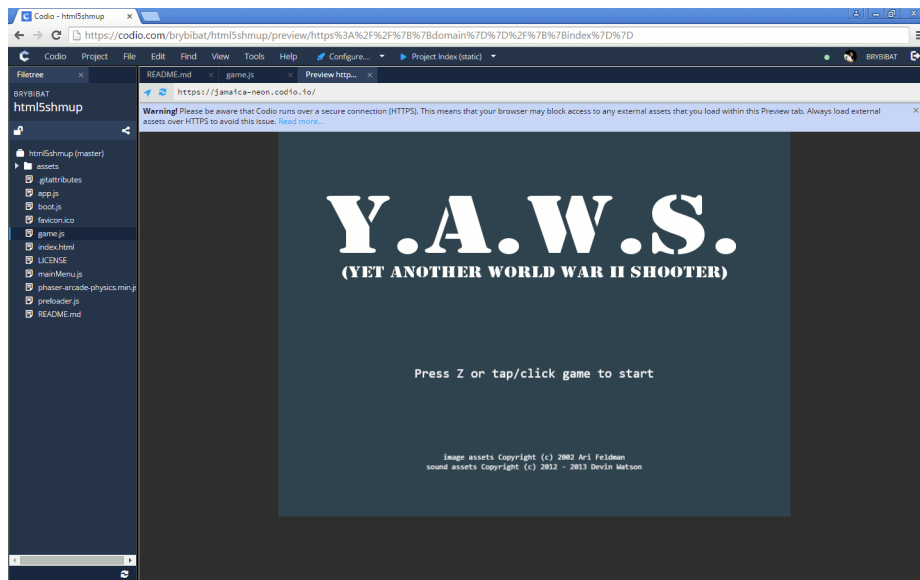 Codio - html5shmup
https://codio.com/brybibat/html5shmup/preview/https%3A%2F%2F%7B%7Bdomain%7D%7D%2F%7B%7Bindex%7D%7D
Codio Project File Edit Find View Tools Help Configure... Project Index (static) BRYBIBAT
Filetree README.md game.js Preview http...
BRYBIBAT
html5shmup
https://jamaica-neon.codio.io/
Warning! Please be aware that Codio runs over a secure connection (HTTPS). This means that your browser may block access to any external assets that you load within this Preview tab. Always load external
assets over HTTPS to avoid this issue. Read more...
html5shmup (master)
assets
.gitattributes
app.js
boot.js
favicon.ico
game.js
index.html
LICENSE
mainMenu.js
phaser-arcade-physics.min.js
preloader.js
README.md
Y.A.W.S.
(YET ANOTHER WORLD WAR II SHOOTER)
Press Z or tap/click game to start
image assets Copyright (c) 2002 Ari Feldman
sound assets Copyright (c) 2012 - 2013 Devin Watson